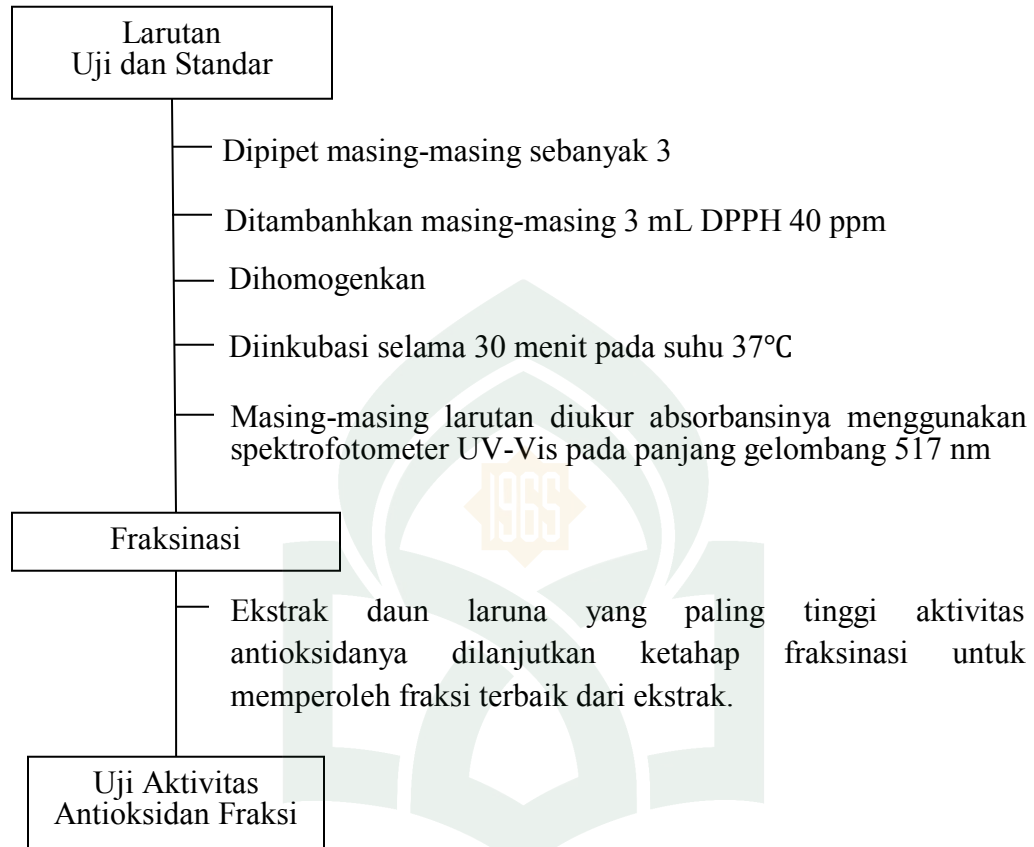 Larutan
Uji dan Standar
Dipipet masing-masing sebanyak 3
Ditambanhkan masing-masing 3 mL DPPH 40 ppm
Dihomogenkan
Diinkubasi selama 30 menit pada suhu 37°C
Masing-masing larutan diukur absorbansinya menggunakan
spektrofotometer UV-Vis pada panjang gelombang 517 nm
1965
Fraksinasi
Ekstrak daun laruna yang paling tinggi aktivitas
antioksidanya dilanjutkan ketahap fraksinasi untuk
memperoleh fraksi terbaik dari ekstrak.
Uji Aktivitas
Antioksidan Fraksi